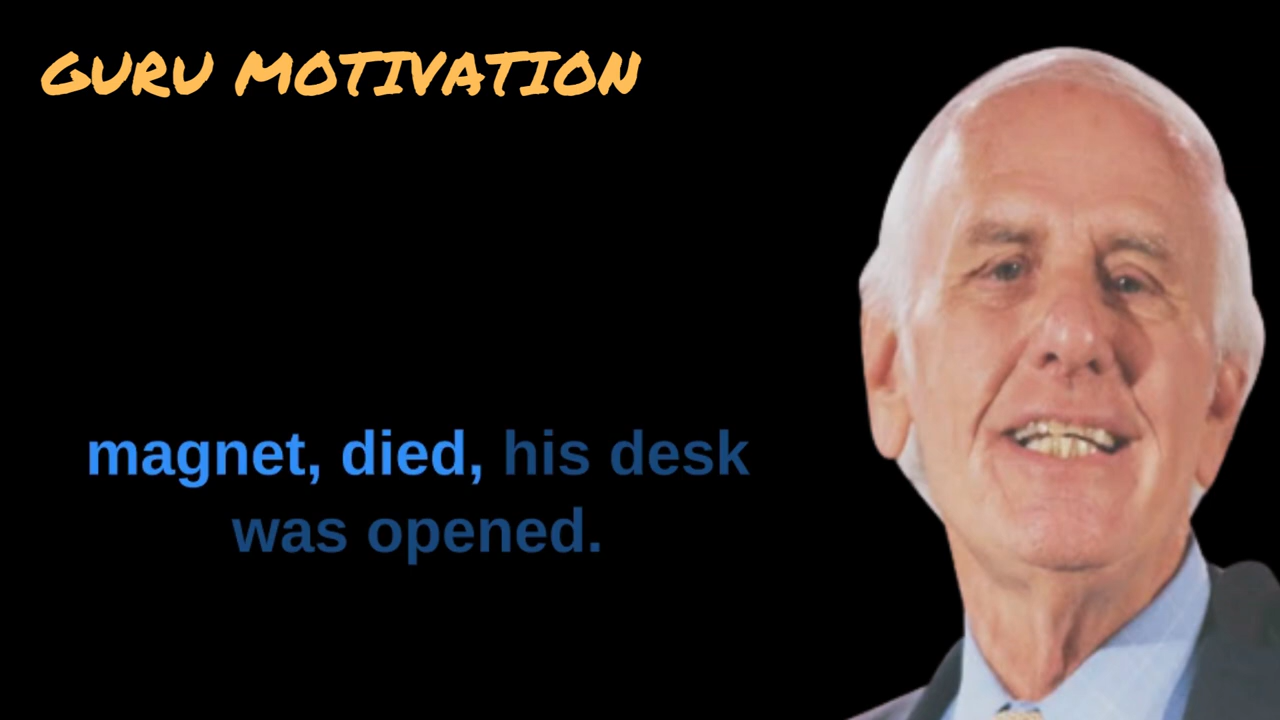 GURU MOTIVATION
magnet, died, his desk
was opened.